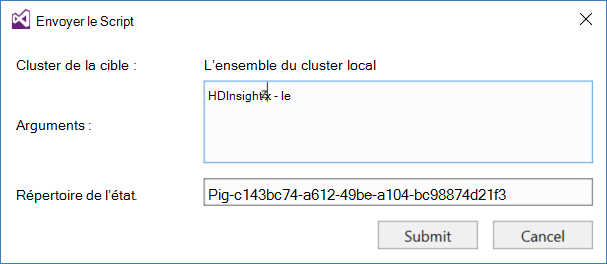 Envoyer le Script
Cluster de la cible :
L'ensemble du cluster local
HDInsight - le
Arguments :
Répertoire de l'état.
Pig-c143bc74-a612-49be-a104-bc98874d21f3
Submit
Cancel